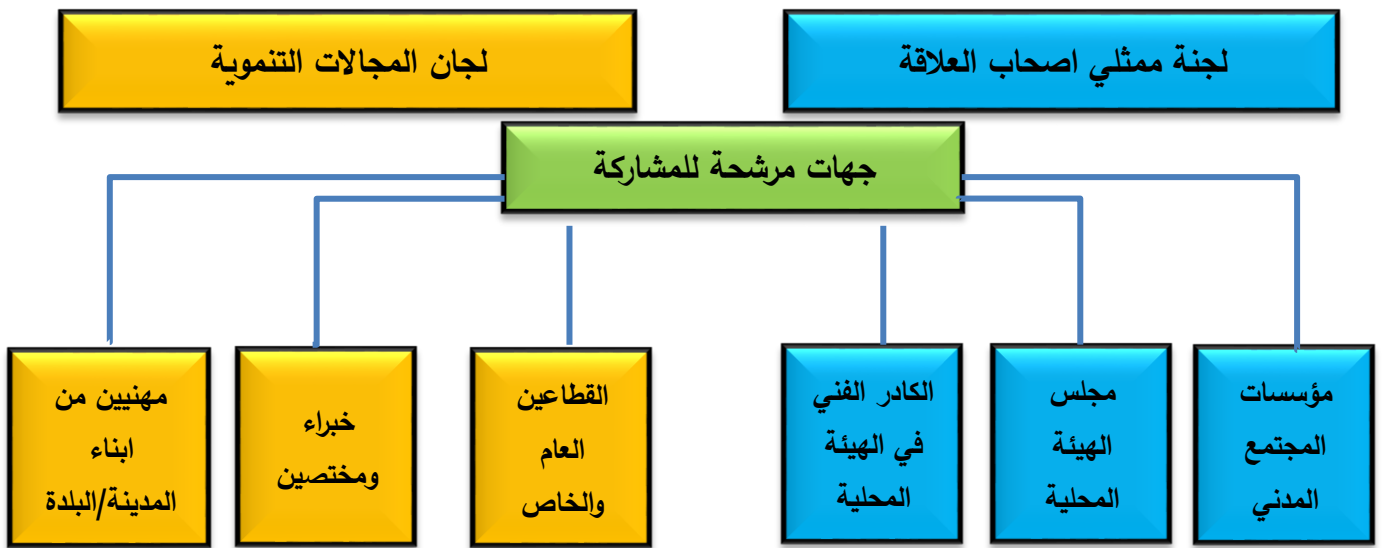 لجنة ممثلي اصحاب العلاقة
لجان المجالات التنموية
جهات مرشحة للمشاركة
مؤسسات
المجتمع
المدني
مجلس
الهيئة
المحلية
الكادر الفني
في الهيئة
المحلية
القطاعين
العام
والخاص
خبراء
ومختصين
مهنيين من
ابناء
المدينة/البلدة